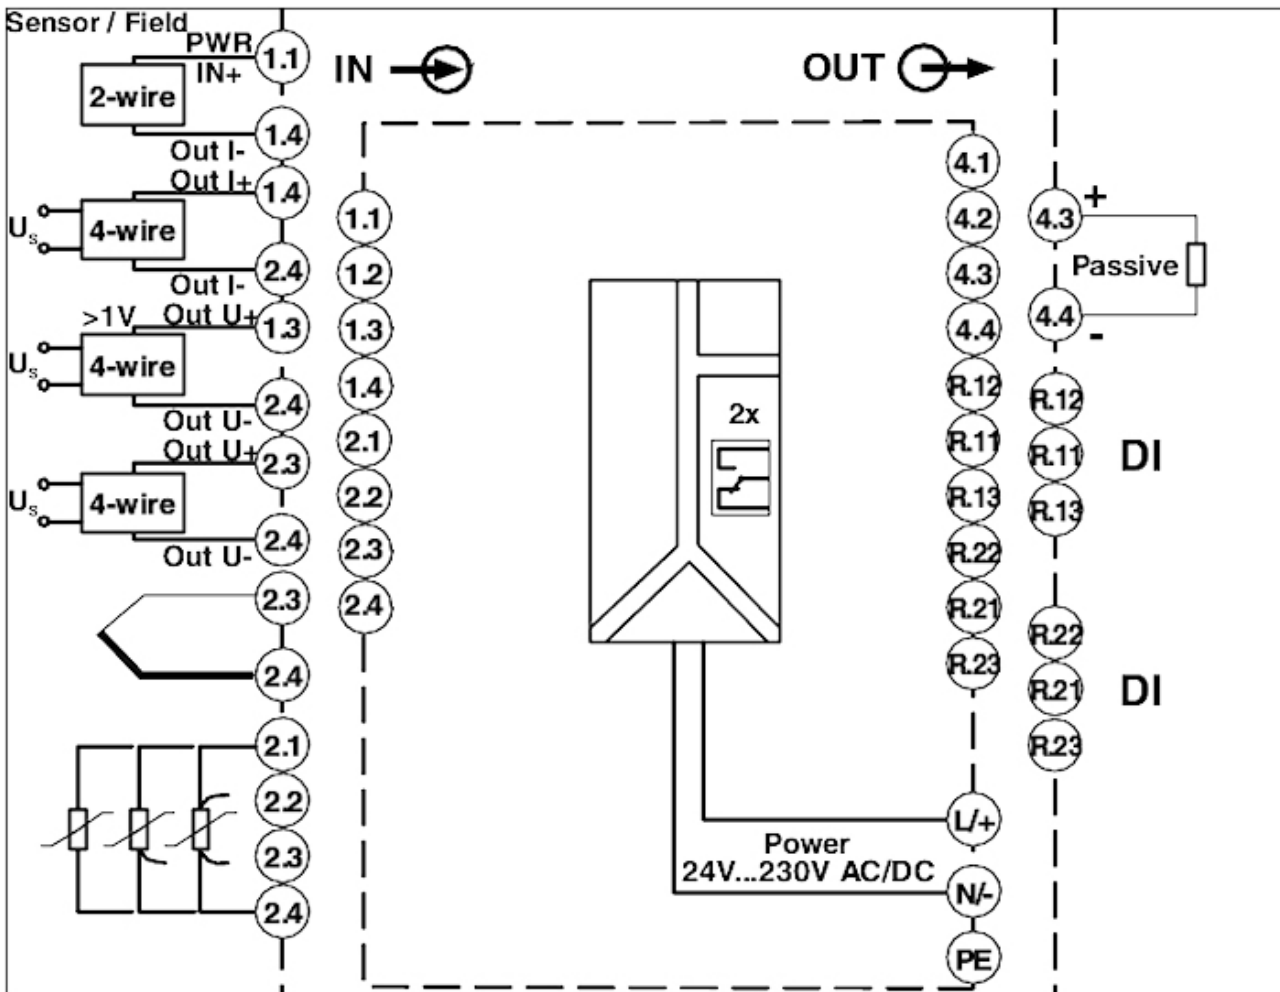 Sensor / Field
PWR
IN+
1.1
2-wire
1.4
Out I-
Out I+
1.4
Us
4-wire
2.4
Out I-
>1V
Out U+
1.3
Us
4-wire
2.4
Out U-
Out U+
2.3
Us
4-wire
2.4
Out U-
2.3
2.4
2.1
2.2
2.3
2.4
IN
OUT
1.1
1.2
1.3
1.4
2.1
2.2
2.3
2.4
2x
Power
24V...230V AC/DC
4.1
4.2
4.3
4.4
R.12
R.11
R.13
R.22
R.21
R.23
L/+
N/-
PE
4.3
+
Passive
4.4
-
R.12
R.11
DI
R.13
R.22
R.21
DI
R.23